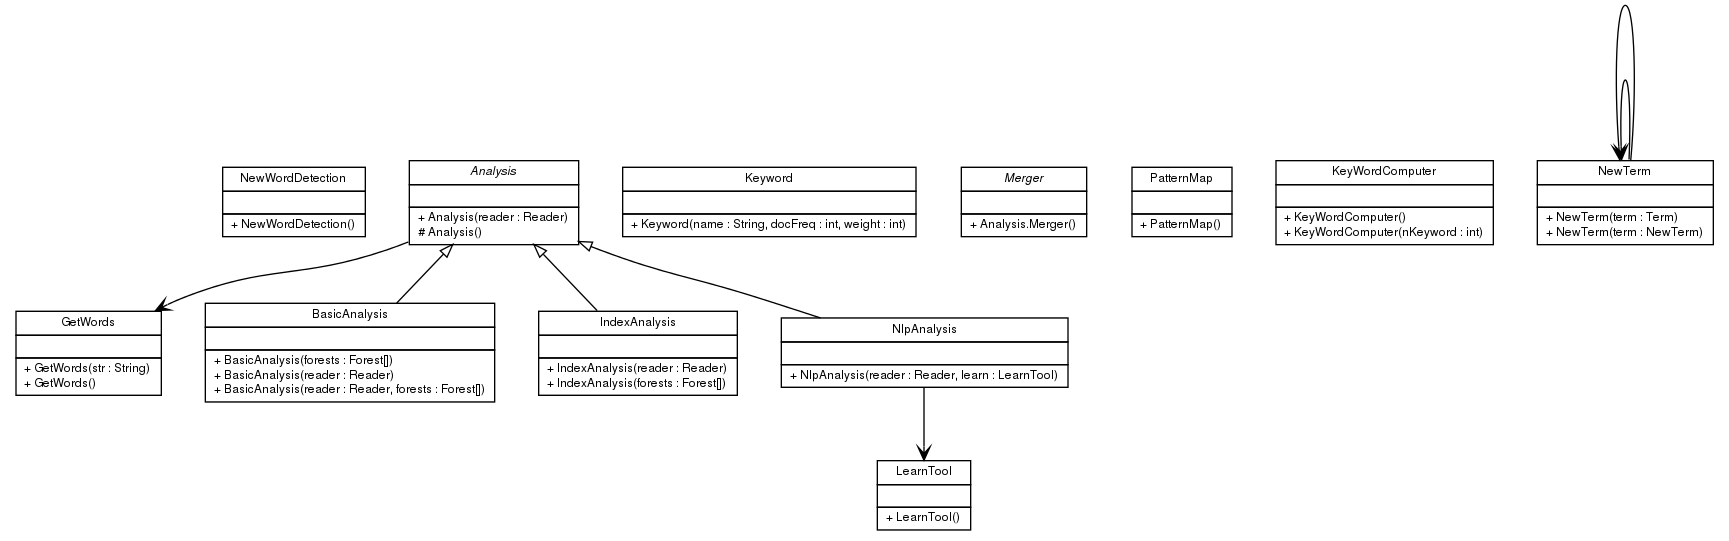 NewWordDetection
+ NewWordDetection()
Analysis
+ Analysis(reader : Reader)
# Analysis()
Keyword
+ Keyword(name : String, docFreq : int, weight : int)
Merger
+ Analysis.Merger()
PatternMap
+ PatternMap()
KeyWordComputer
+ KeyWordComputer()
+ KeyWordComputer(nKeyword : int)
NewTerm
+ NewTerm(term : Term)
+ NewTerm(term : NewTerm)
GetWords
+ GetWords(str : String)
+ GetWords()
BasicAnalysis
+ BasicAnalysis(forests : Forest[])
+ BasicAnalysis(reader : Reader)
+ BasicAnalysis(reader : Reader, forests : Forest[])
IndexAnalysis
+ IndexAnalysis(reader : Reader)
+ IndexAnalysis(forests : Forest[])
NlpAnalysis
+ NlpAnalysis(reader : Reader, learn : LearnTool)
LearnTool
+ LearnTool()